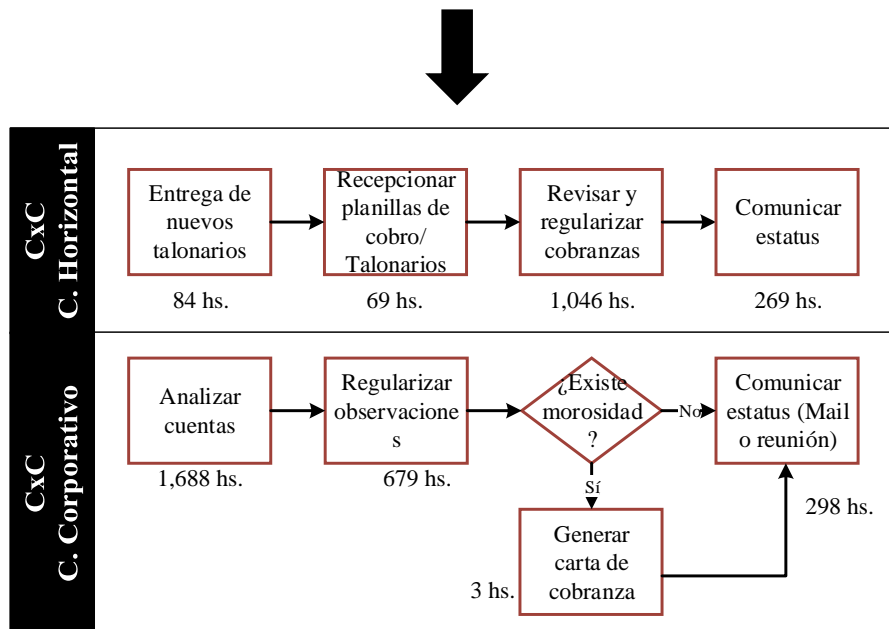 CxC
C. Horizontal
Entrega de
nuevos
talonarios
84 hs.
Recepcionar
planillas de
cobro/
Talonarios
69 hs.
Revisar y
regularizar
cobranzas
1,046 hs.
Comunicar
estatus
269 hs.
CxC
C. Corporativo
Analizar
cuentas
1,688 hs.
Regularizar
observacione
s
679 hs.
¿Existe
morosidad
?
No
Sí
Comunicar
estatus (Mail
o reunión)
298 hs.
Generar
carta de
cobranza
3 hs.